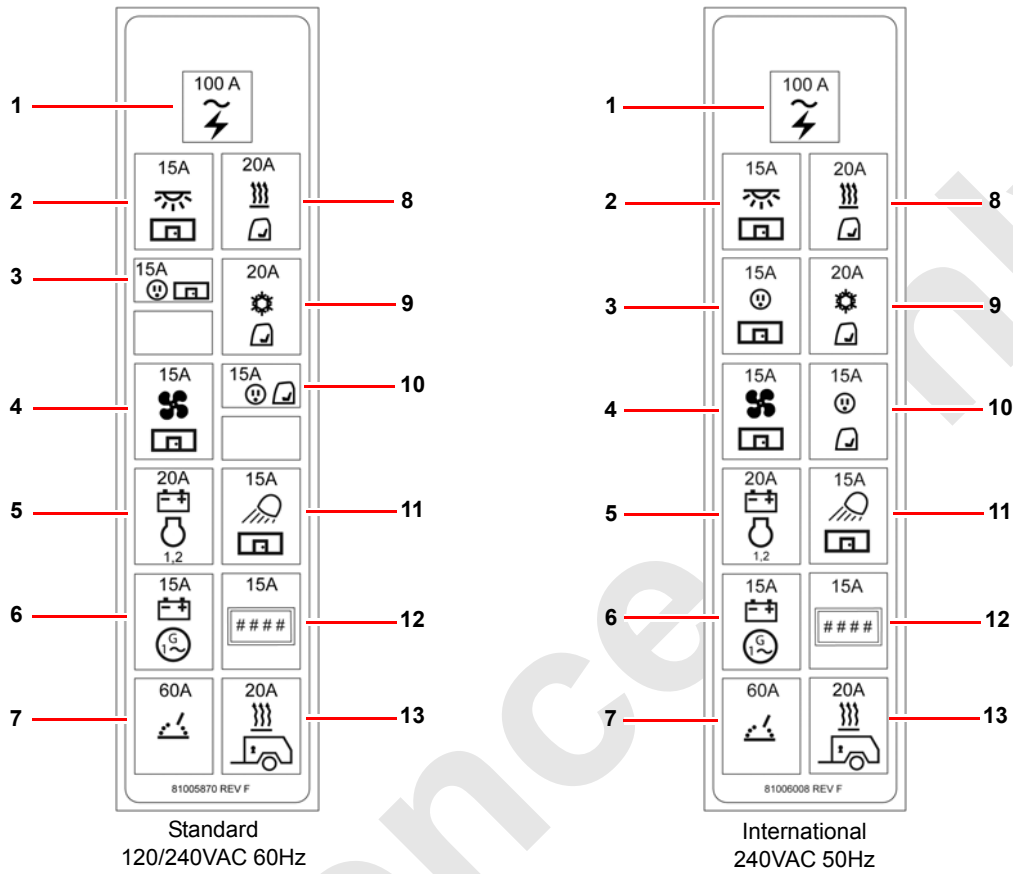 100 A
1
15A
20A
2
8
15A
20A
3
9
15A
15A
4
10
20A
15A
5
11
1,2
15A
15A
6
####
12
G
1
60A
20A
7
13
81005870 REV F
Standard
120/240VAC 60Hz
100 A
1
15A
20A
2
8
15A
20A
3
9
15A
15A
4
10
20A
15A
5
11
1,2
15A
15A
6
####
12
G
1
60A
20A
7
13
81006008 REV F
International
240VAC 50Hz